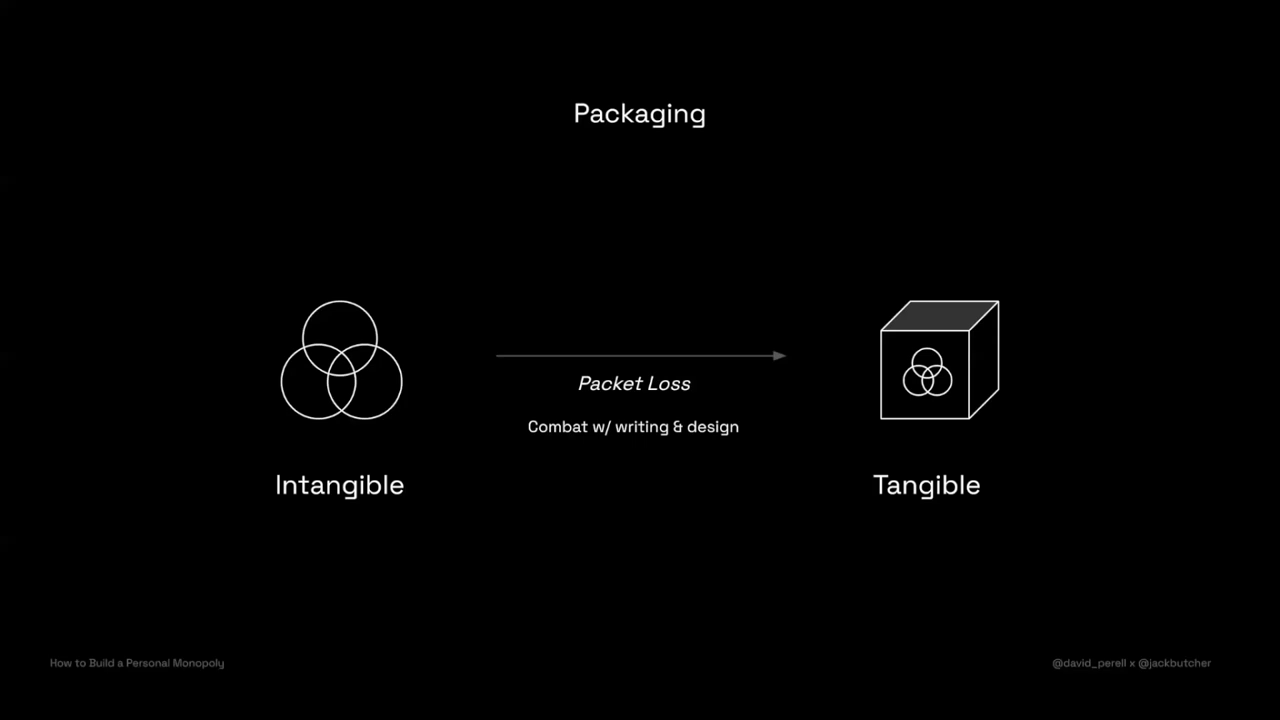 Packaging
Packet Loss
Combat w/ writing & design
Intangible
Tangible
How to Build a Personal Monopoly
@david_perell x @jackbutcher